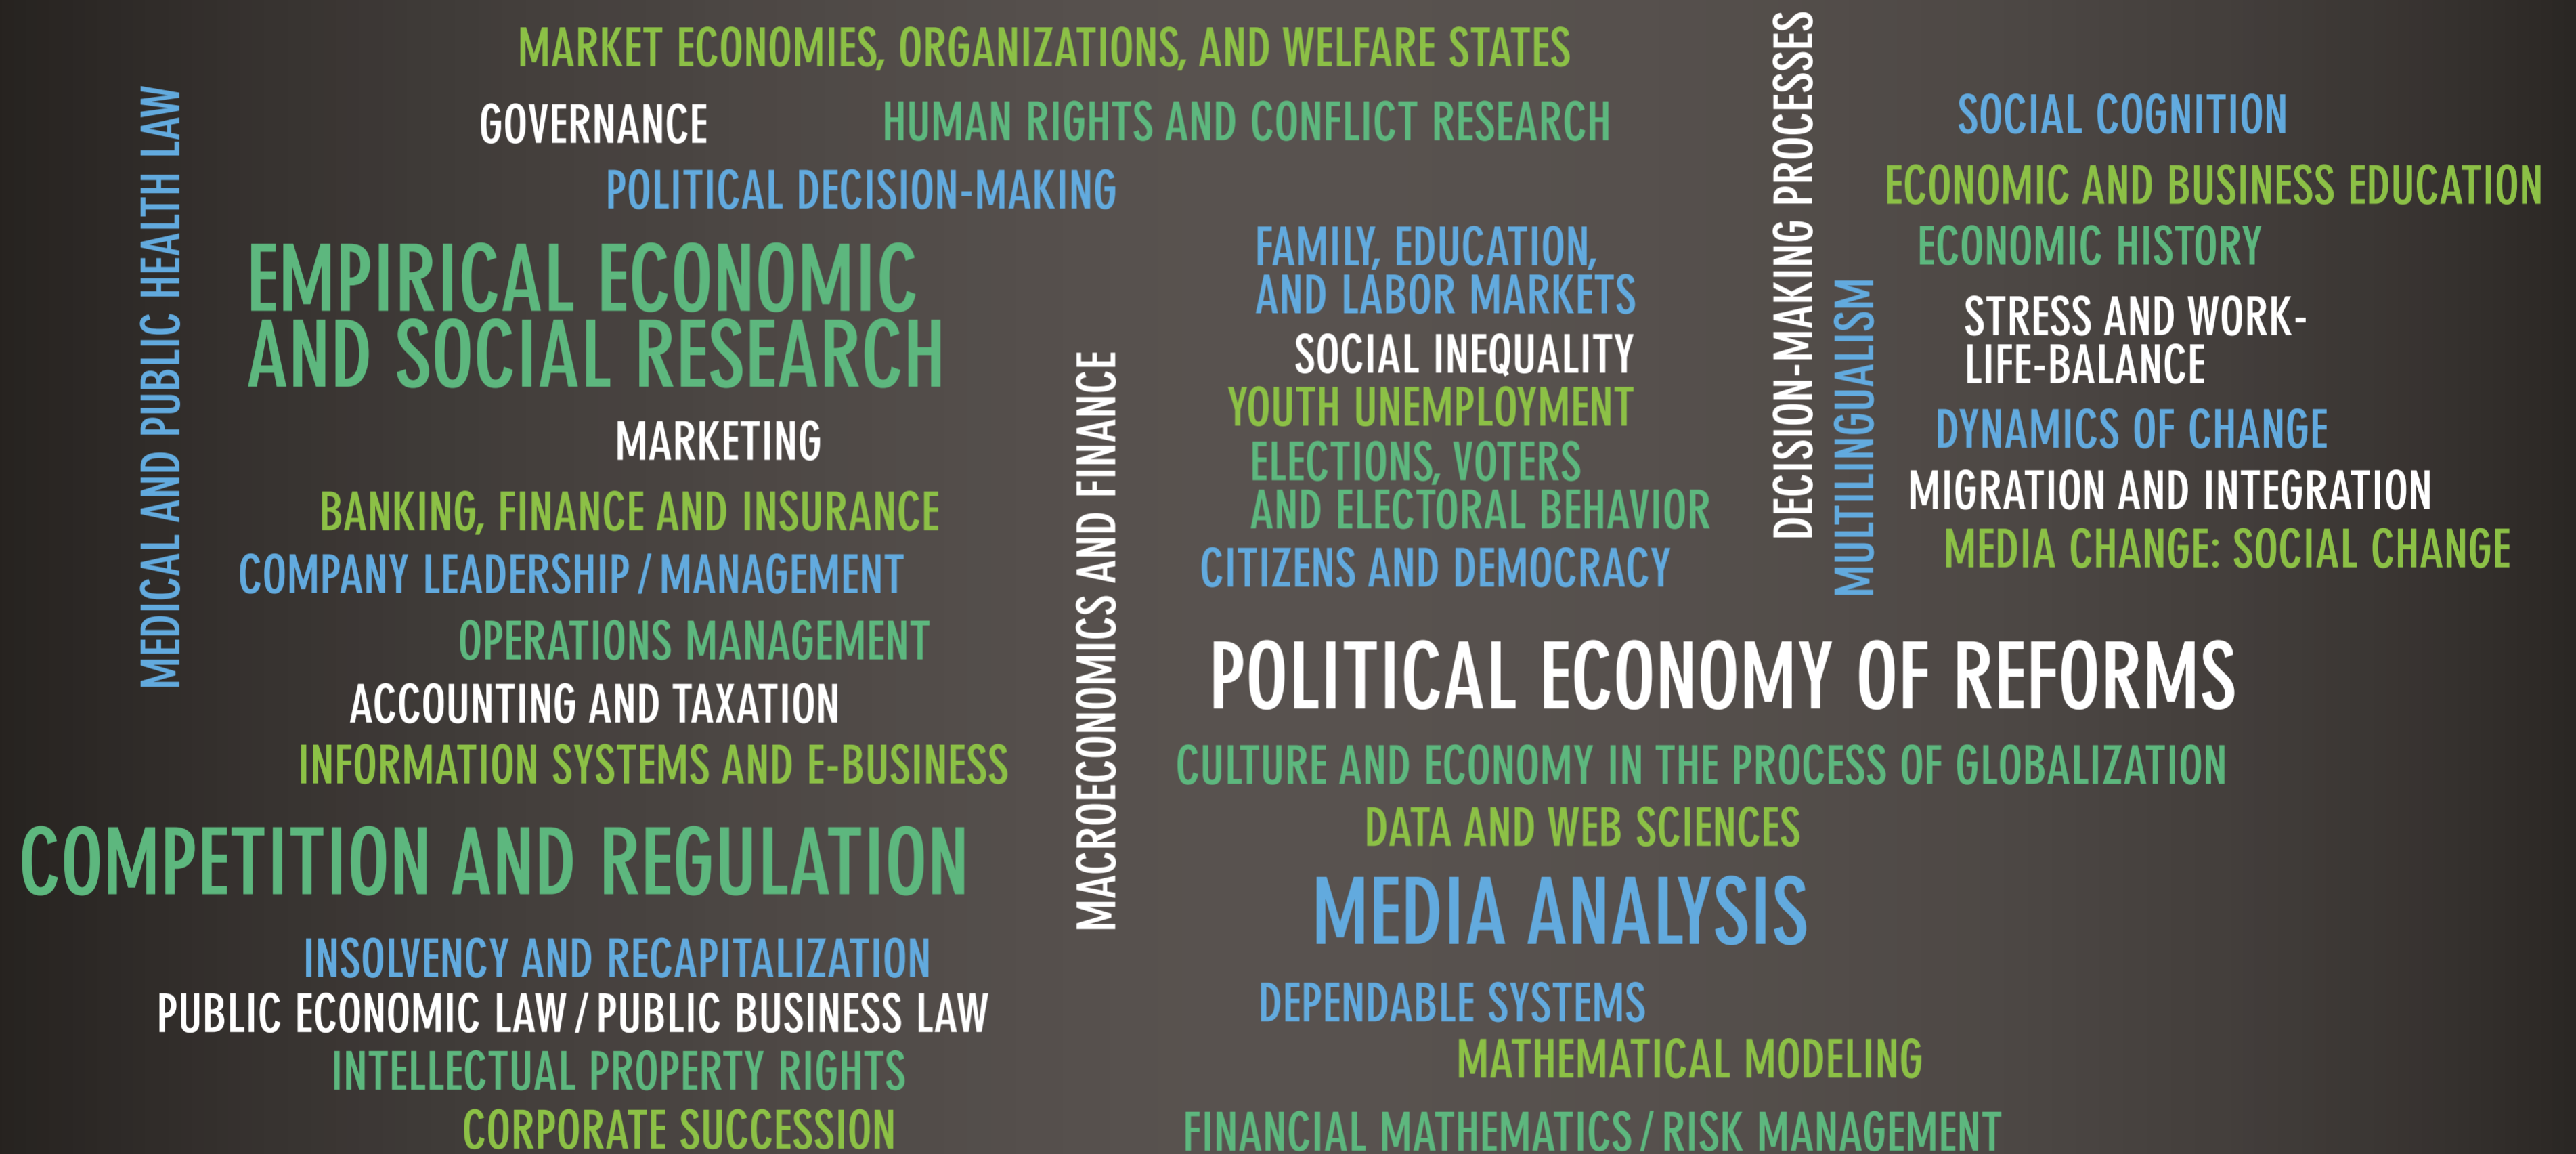 MARKET ECONOMIES, ORGANIZATIONS, AND WELFARE STATES
GOVERNANCE
HUMAN RIGHTS AND CONFLICT RESEARCH
POLITICAL DECISION-MAKING
MEDICAL AND PUBLIC HEALTH LAW
EMPIRICAL ECONOMIC
AND SOCIAL RESEARCH
MARKETING
BANKING, FINANCE AND INSURANCE
COMPANY LEADERSHIP / MANAGEMENT
OPERATIONS MANAGEMENT
ACCOUNTING AND TAXATION
INFORMATION SYSTEMS AND E-BUSINESS
COMPETITION AND REGULATION
INSOLVENCY AND RECAPITALIZATION
PUBLIC ECONOMIC LAW / PUBLIC BUSINESS LAW
INTELLECTUAL PROPERTY RIGHTS
CORPORATE SUCCESSION
MACROECONOMICS AND FINANCE
FAMILY, EDUCATION,
AND LABOR MARKETS
SOCIAL INEQUALITY
YOUTH UNEMPLOYMENT
ELECTIONS, VOTERS
AND ELECTORAL BEHAVIOR
CITIZENS AND DEMOCRACY
DECISION-MAKING PROCESSES
MULTILINGUALISM
SOCIAL COGNITION
ECONOMIC AND BUSINESS EDUCATION
ECONOMIC HISTORY
STRESS AND WORK-
LIFE-BALANCE
DYNAMICS OF CHANGE
MIGRATION AND INTEGRATION
MEDIA CHANGE: SOCIAL CHANGE
POLITICAL ECONOMY OF REFORMS
CULTURE AND ECONOMY IN THE PROCESS OF GLOBALIZATION
DATA AND WEB SCIENCES
MEDIA ANALYSIS
DEPENDABLE SYSTEMS
MATHEMATICAL MODELING
FINANCIAL MATHEMATICS / RISK MANAGEMENT